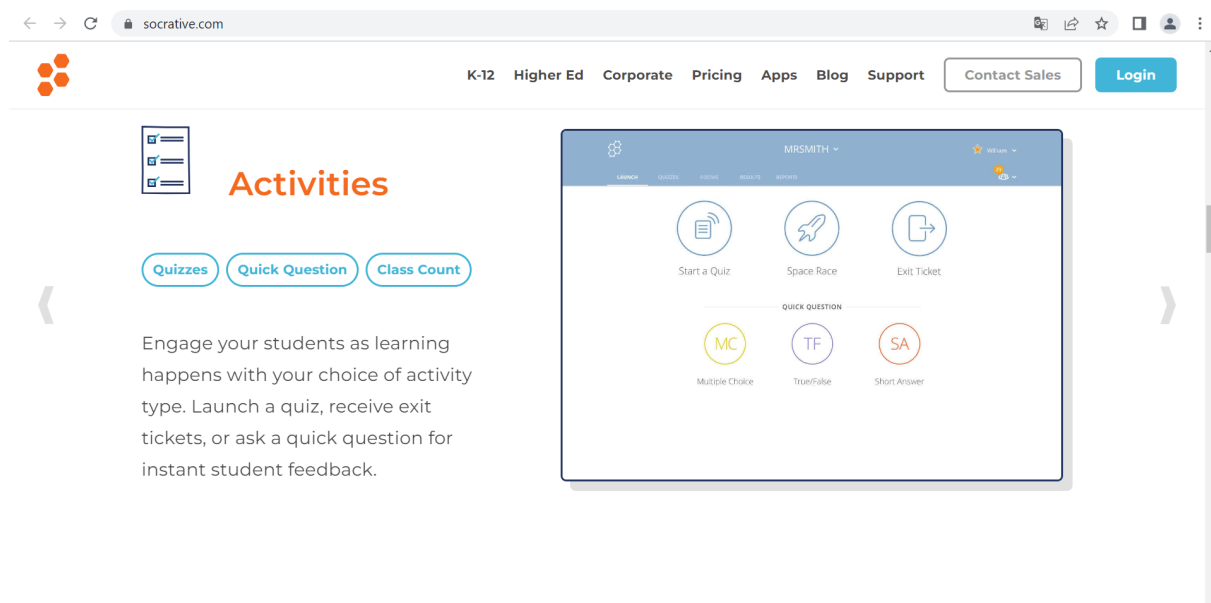 socrative.com
K-12 Higher Ed Corporate Pricing Apps Blog Support Contact Sales Login
Activities
Quizzes Quick Question Class Count
Engage your students as learning
happens with your choice of activity
type. Launch a quiz, receive exit
tickets, or ask a quick question for
instant student feedback.
MRSMITH
William
LAUNCH QUIZZES ROOMS RESULTS REPORTS
Start a Quiz Space Race Exit Ticket
QUICK QUESTION
MC TF SA
Multiple Choice True/False Short Answer